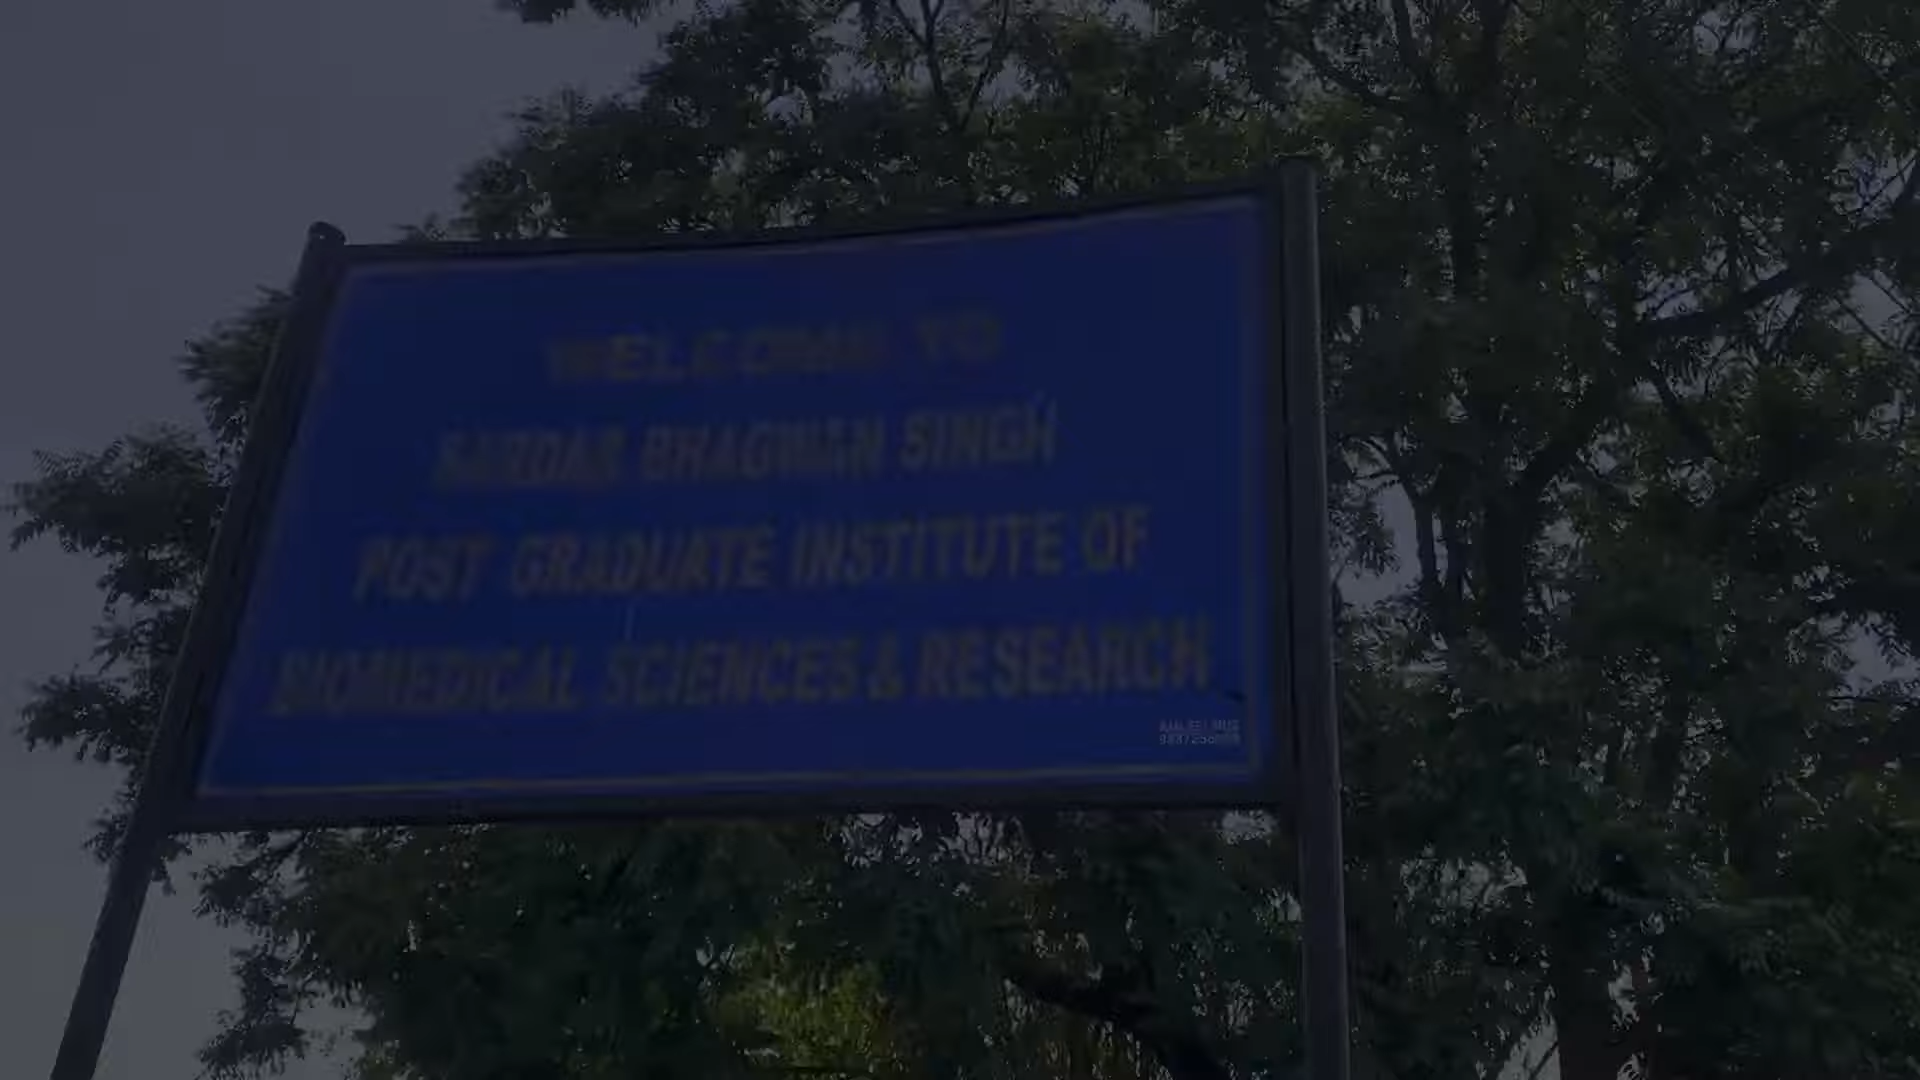 WELCOME TO
SARDAR BHAGWAN SINGH
POST GRADUATE INSTITUTE OF
BIOMEDICAL SCIENCES & RESEARCH